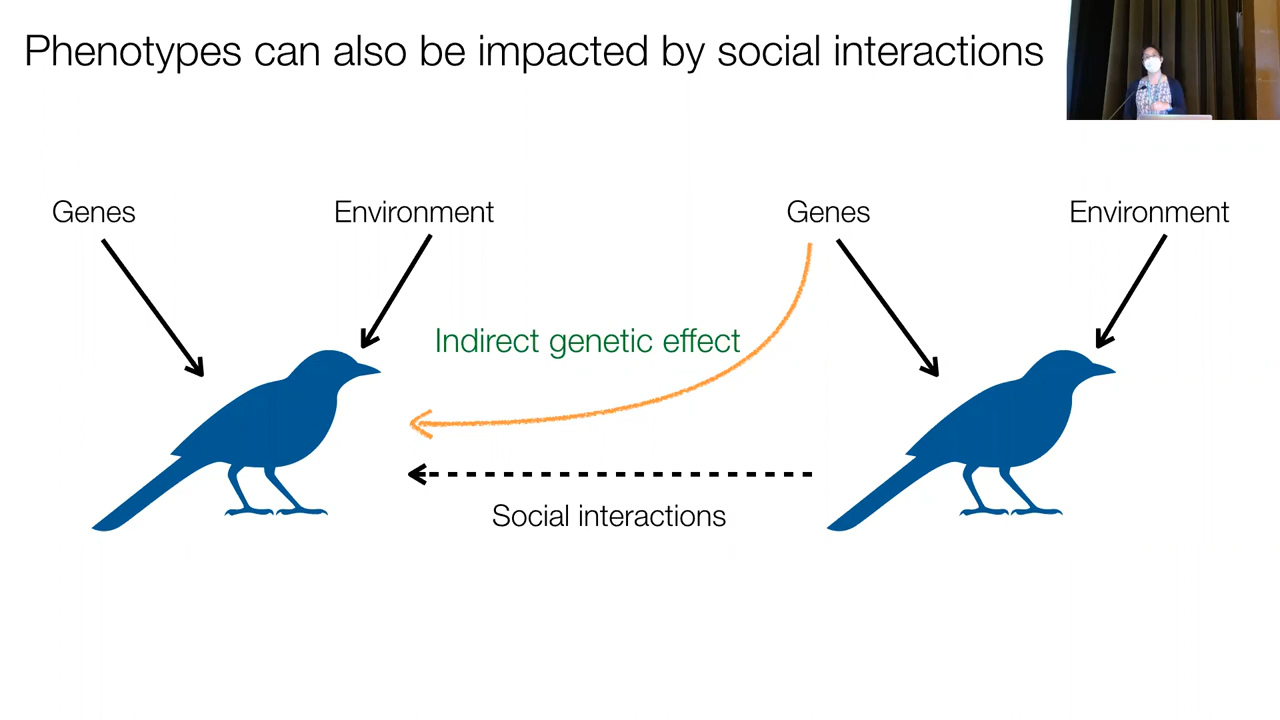 Phenotypes can also be impacted by social interactions
Genes
Environment
Genes
Environment
Indirect genetic effect
Social interactions